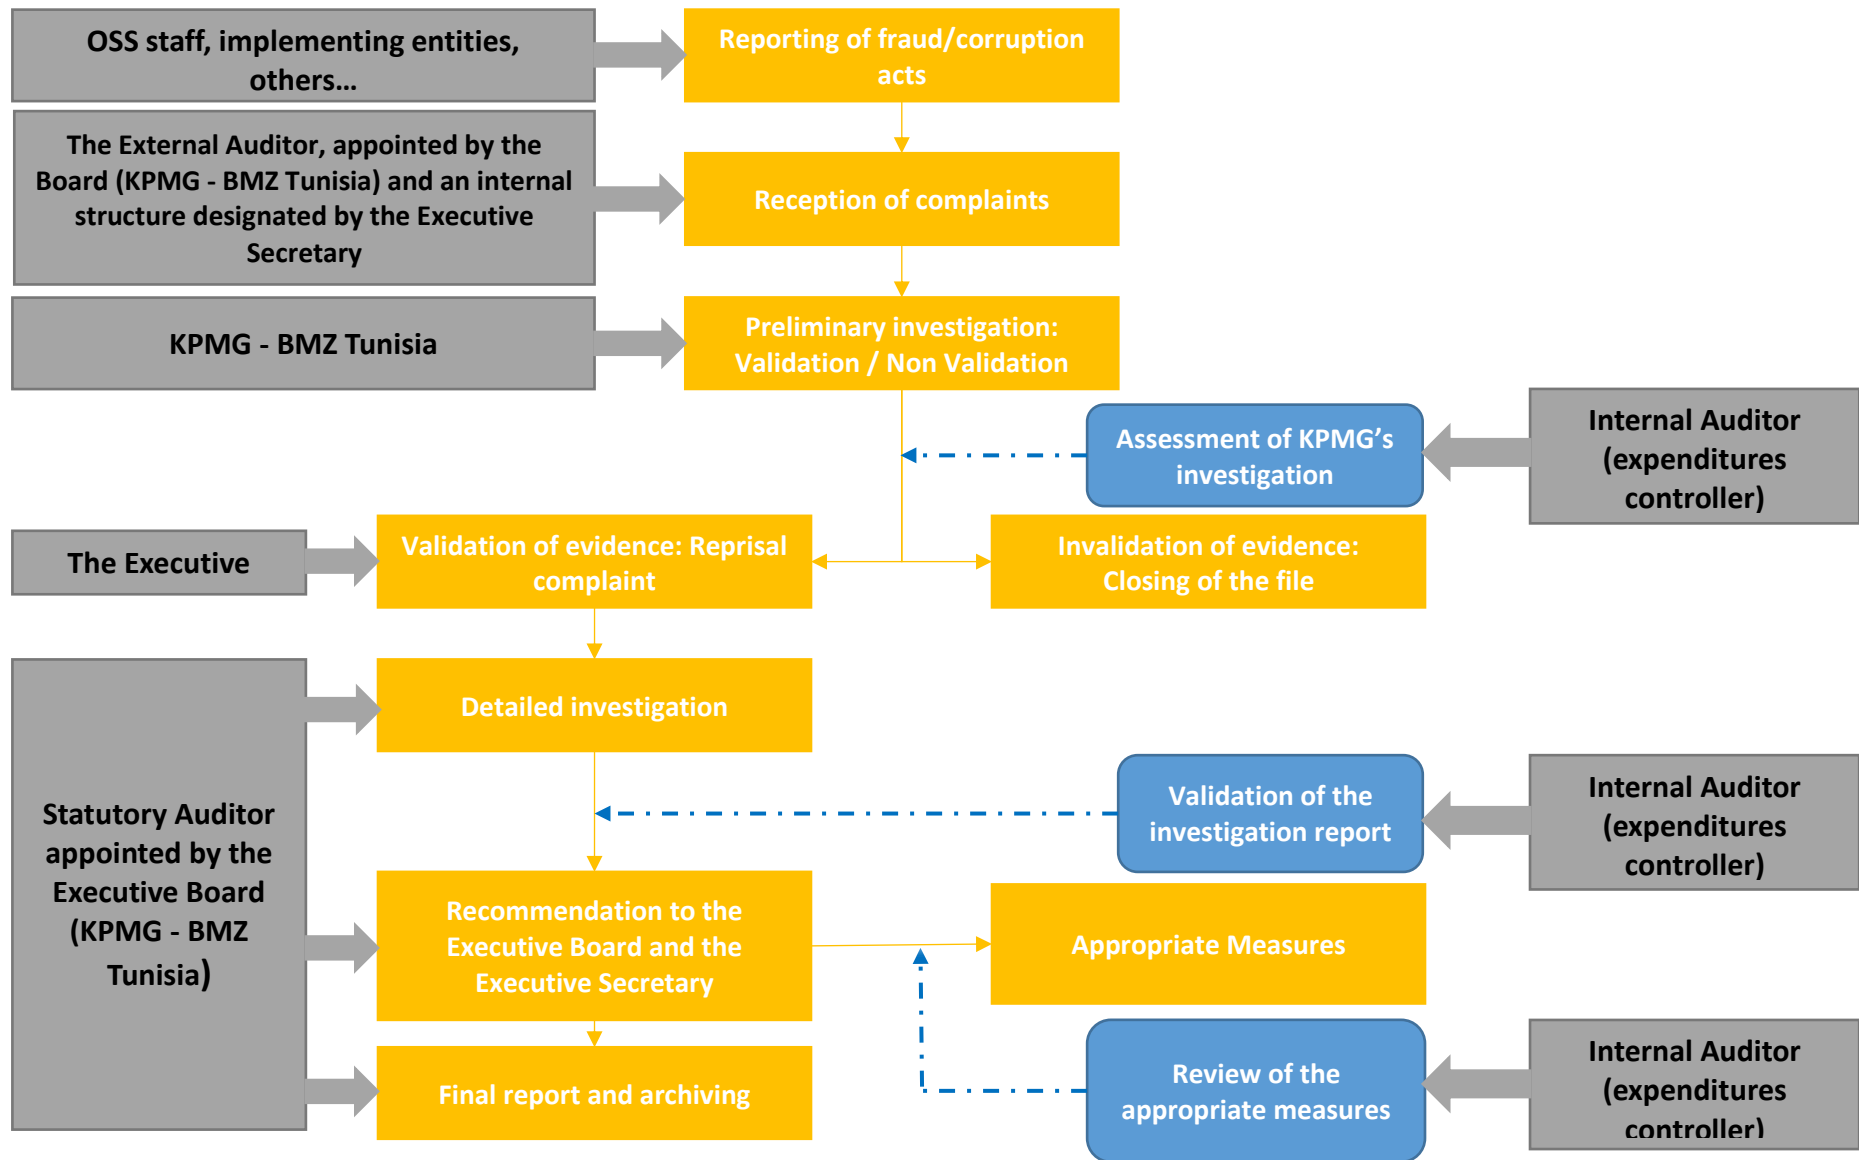 OSS staff, implementing entities,
others...
Reporting of fraud/corruption
acts
The External Auditor, appointed by the
Board (KPMG - BMZ Tunisia) and an internal
structure designated by the Executive
Secretary
Reception of complaints
KPMG - BMZ Tunisia
Preliminary investigation:
Validation / Non Validation
Assessment of KPMG's
investigation
Internal Auditor
(expenditures
controller)
The Executive
Validation of evidence: Reprisal
complaint
Invalidation of evidence:
Closing of the file
Statutory Auditor
appointed by the
Executive Board
(KPMG - BMZ
Tunisia)
Detailed investigation
Validation of the
investigation report
Internal Auditor
(expenditures
controller)
Recommendation to the
Executive Board and the
Executive Secretary
Appropriate Measures
Final report and archiving
Review of the
appropriate measures
Internal Auditor
(expenditures
controller)